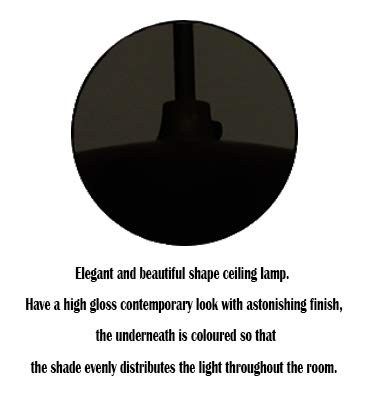 Elegant and beautiful shape ceiling lamp.
Have a high gloss contemporary look with astonishing finish,
the underneath is coloured so that
the shade evenly distributes the light throughout the room.